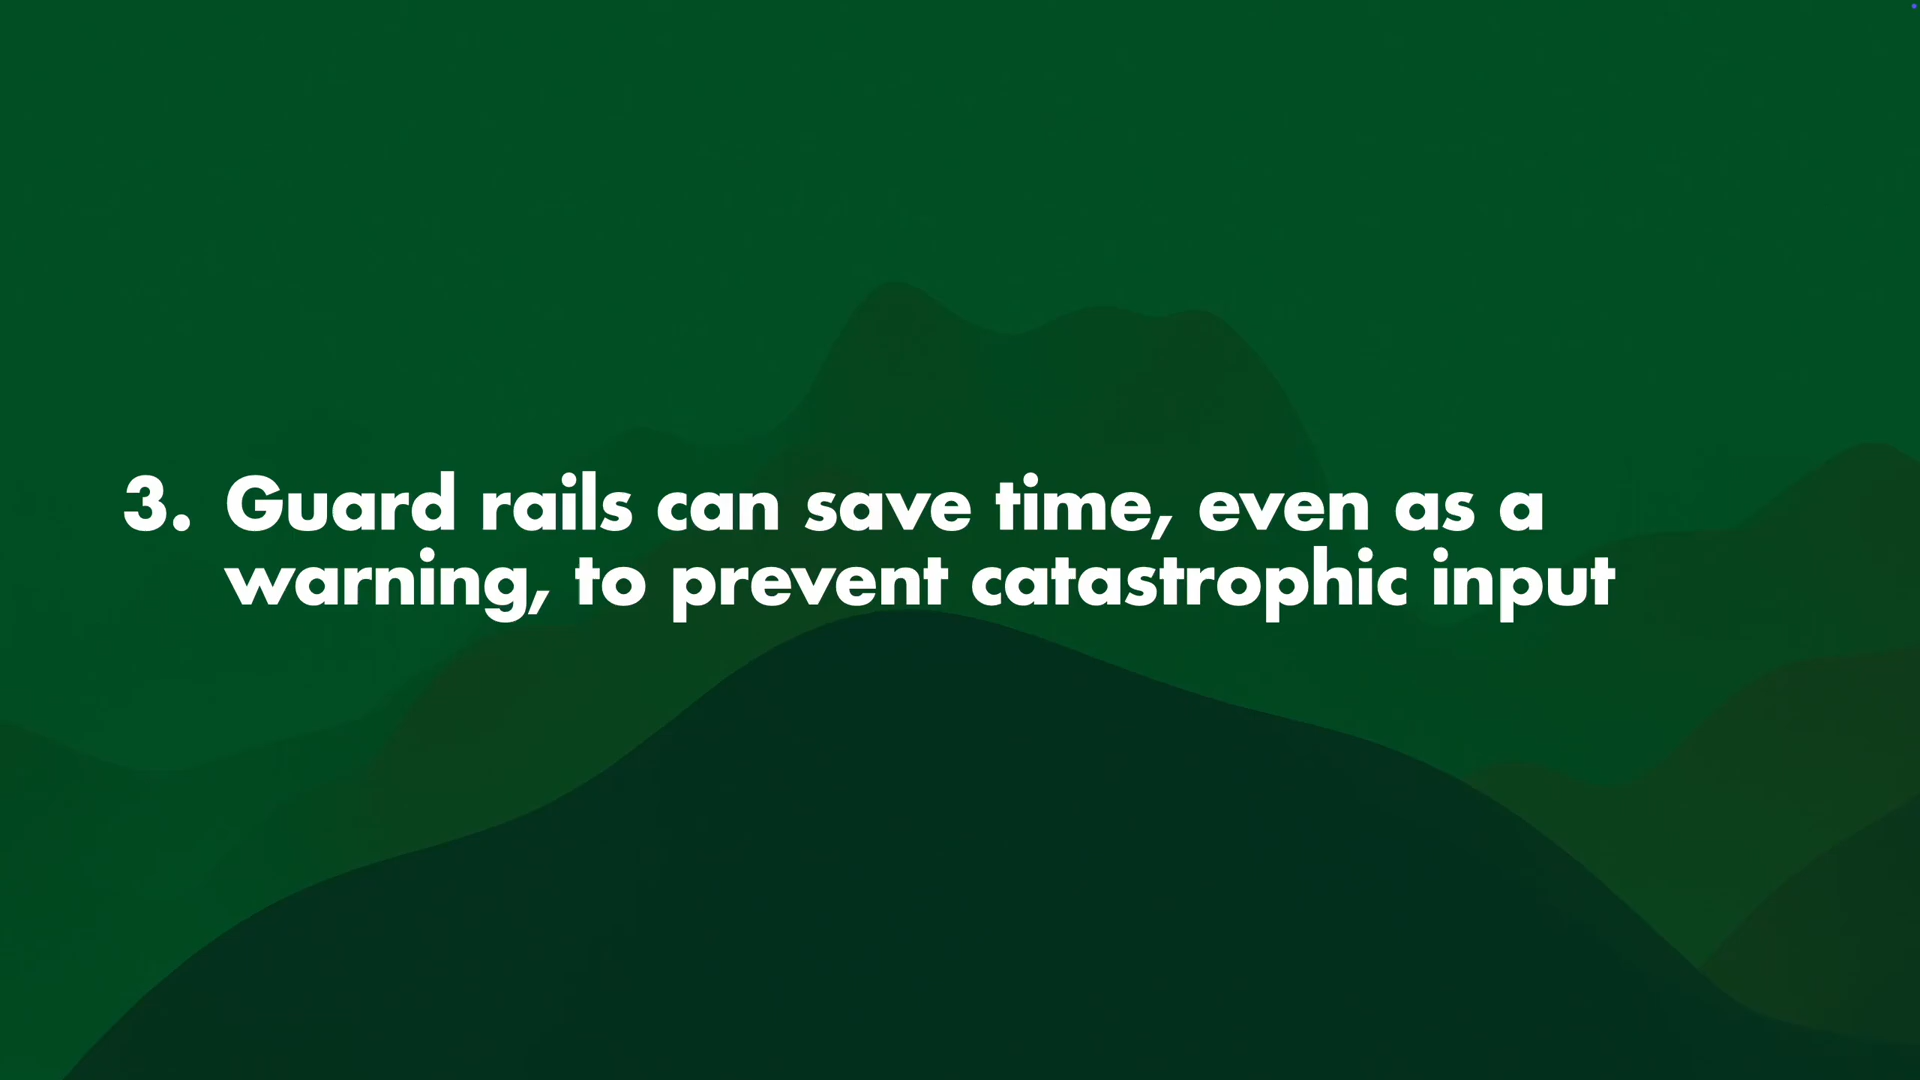 3. Guard rails can save time, even as a
warning, to prevent catastrophic input